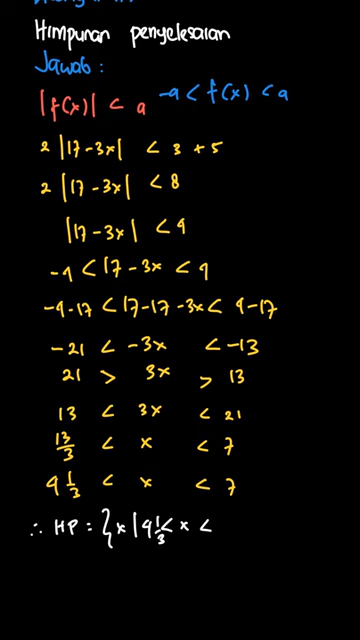 Himpunan penyelesaian
Jawab :
|f(x)| < a -a < f(x) < a
2 |17 - 3x| < 3 + 5
2 |17 - 3x| < 8
|17 - 3x| < 4
-4 < 17 - 3x < 4
-4 - 17 < 17 - 17 - 3x < 4 - 17
-21 < -3x < -13
21 > 3x > 13
13 < 3x < 21
13/3 < x < 7
4 1/3 < x < 7
∴ HP = { x | 4 1/3 < x <